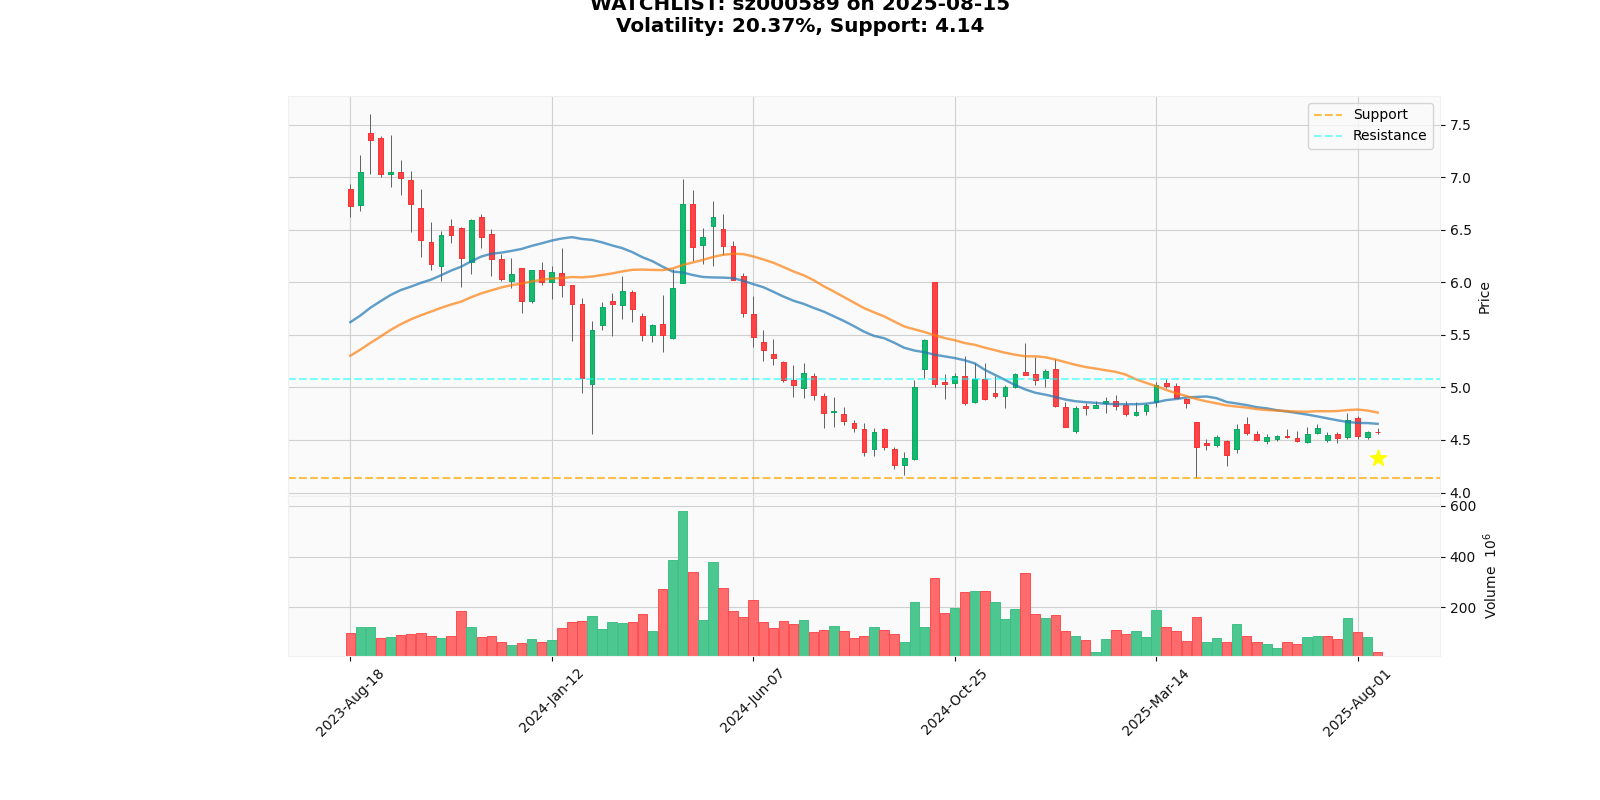 WATCHLIST: sz000589 on 2025-08-15
Volatility: 20.37%, Support: 4.14
Support
Resistance
7.5
7.0
6.5
6.0
5.5
5.0
4.5
4.0
Price
600
400
200
Volume 10⁶
2023-Aug-18
2024-Jan-12
2024-Jun-07
2024-Oct-25
2025-Mar-14
2025-Aug-01